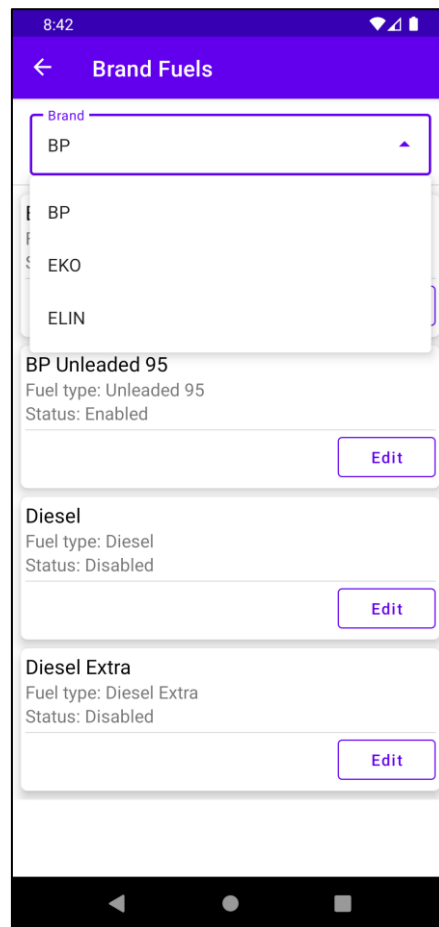 8:42
Brand Fuels
Brand
BP
BP
EKO
ELIN
BP Unleaded 95
Fuel type: Unleaded 95
Status: Enabled
Edit
Diesel
Fuel type: Diesel
Status: Disabled
Edit
Diesel Extra
Fuel type: Diesel Extra
Status: Disabled
Edit